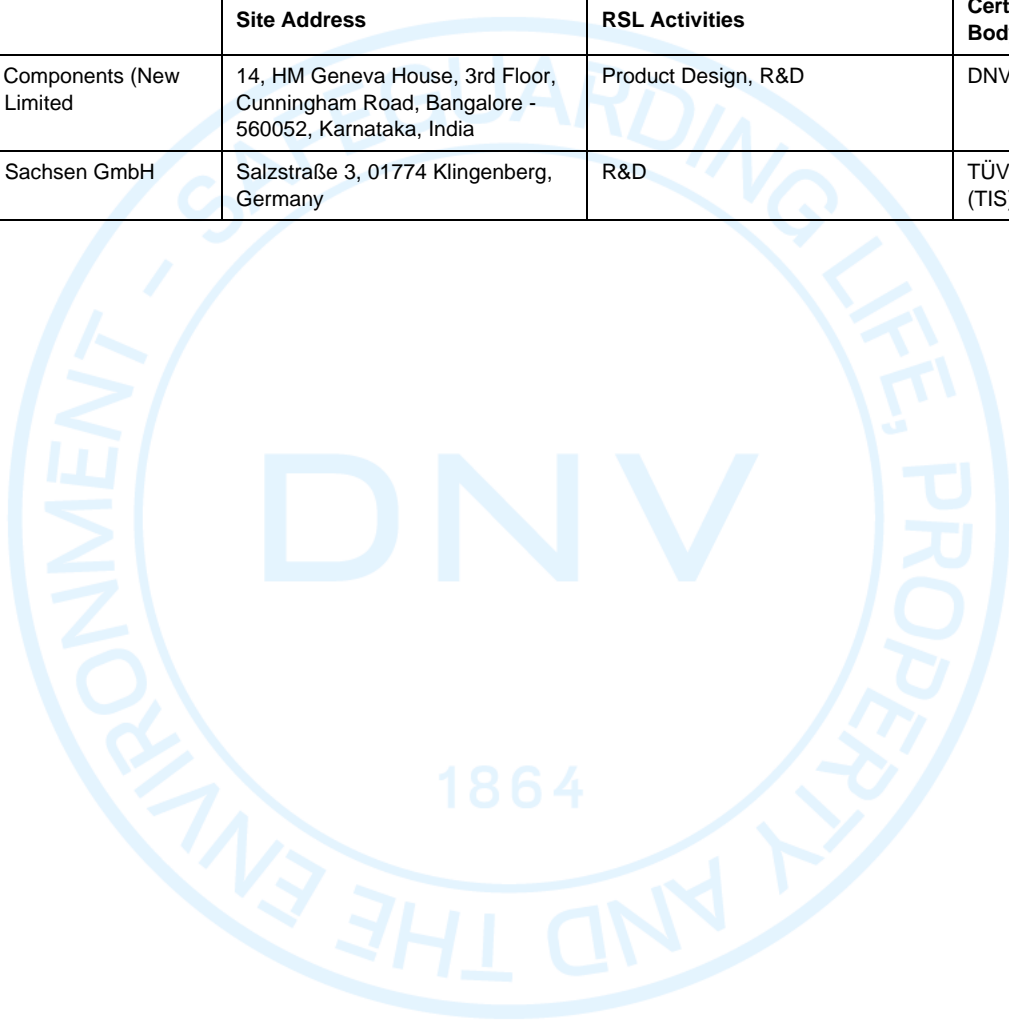 Site Address
RSL Activities
Components (New
Limited
14, HM Geneva House, 3rd Floor,
Cunningham Road, Bangalore -
560052, Karnataka, India
Product Design, R&D
DNV
Sachsen GmbH
Salzstraße 3, 01774 Klingenberg,
Germany
R&D
TÜV
(TIS)
SAFEGUARDING LIFE, PROPERTY AND THE ENVIRONMENT -
DNV
1864